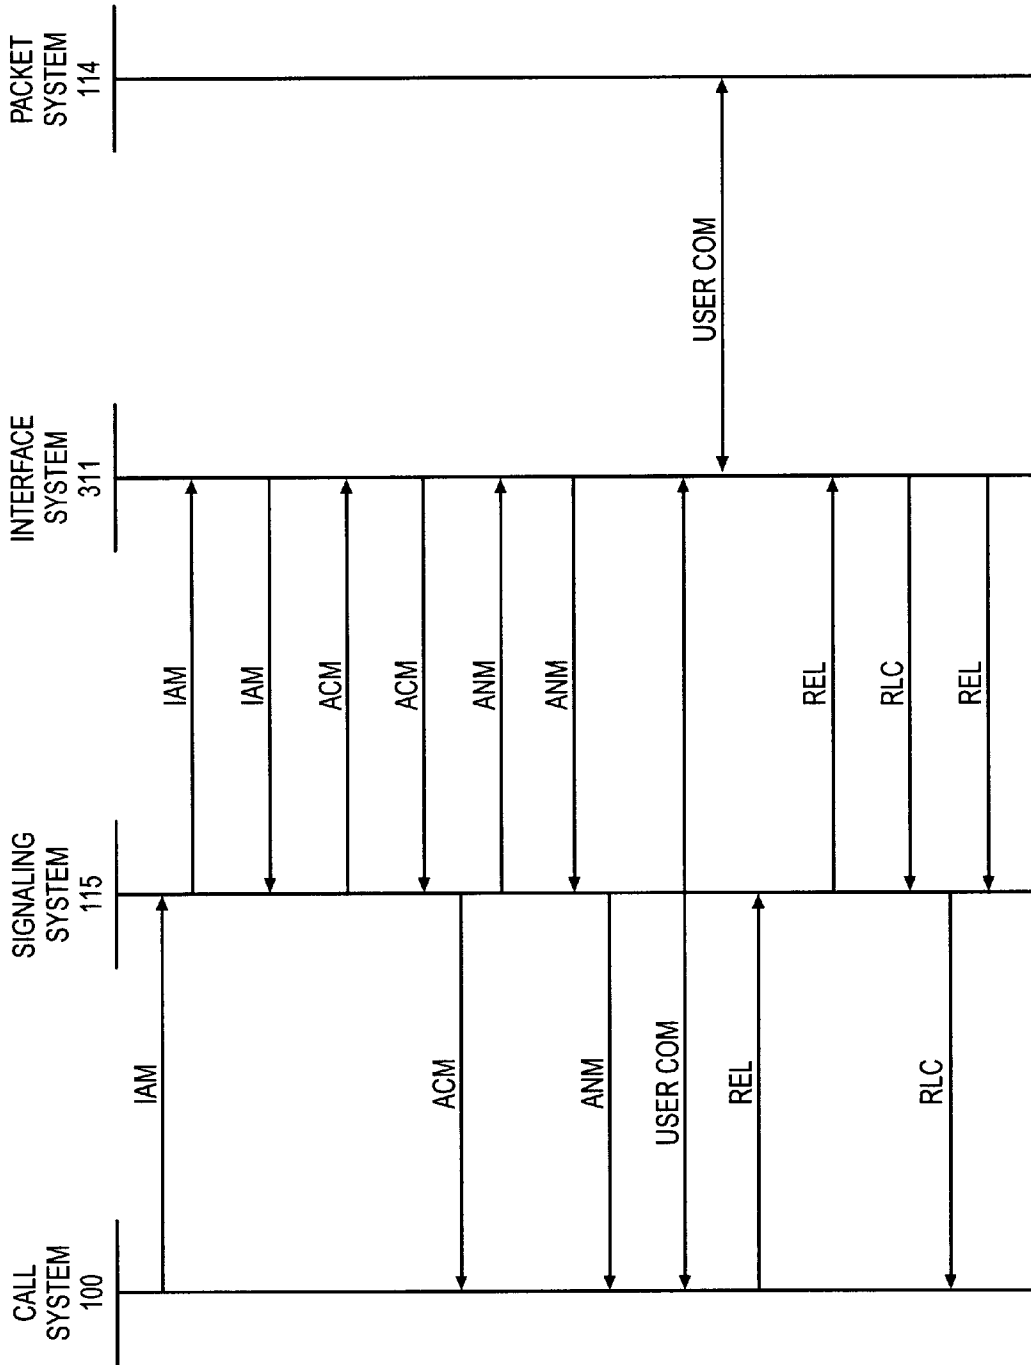 CALL
SYSTEM
100
SIGNALING
SYSTEM
115
INTERFACE
SYSTEM
311
PACKET
SYSTEM
114
IAM
IAM
IAM
ACM
ACM
ACM
ANM
ANM
ANM
USER COM
USER COM
REL
REL
RLC
RLC
REL